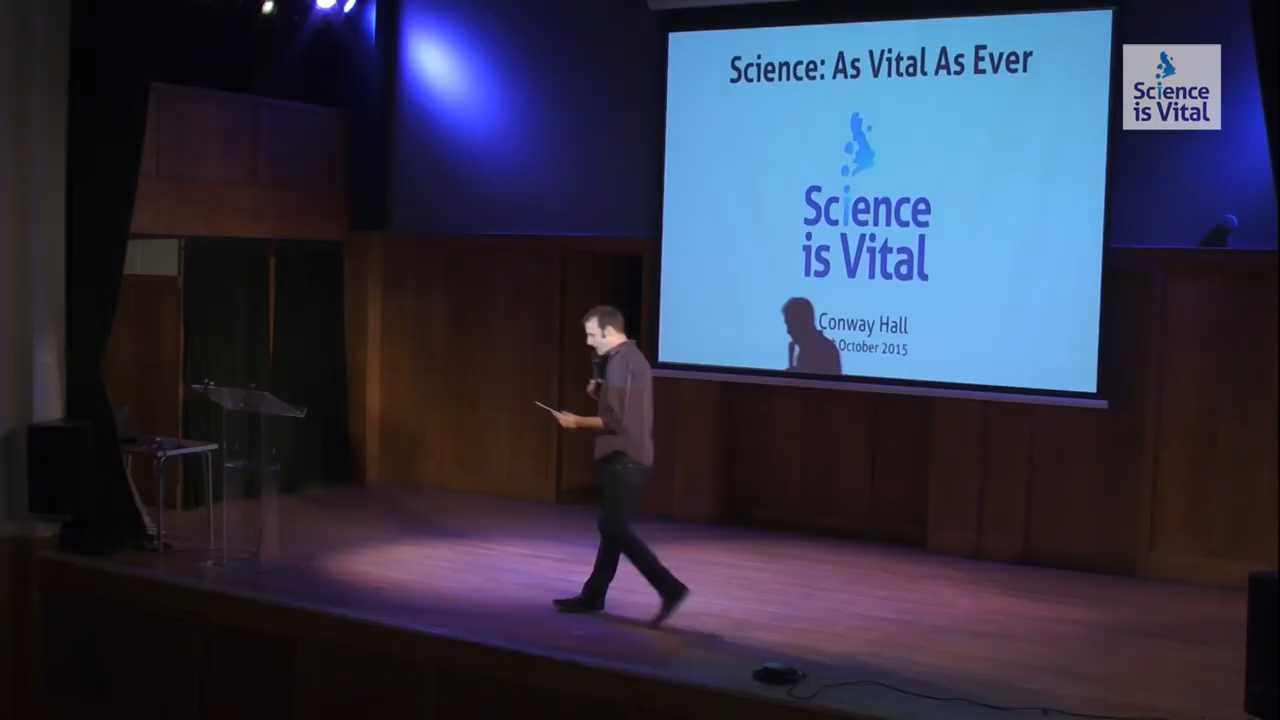 Science: As Vital As Ever
Science
is Vital
Conway Hall
October 2015
Science
is Vital